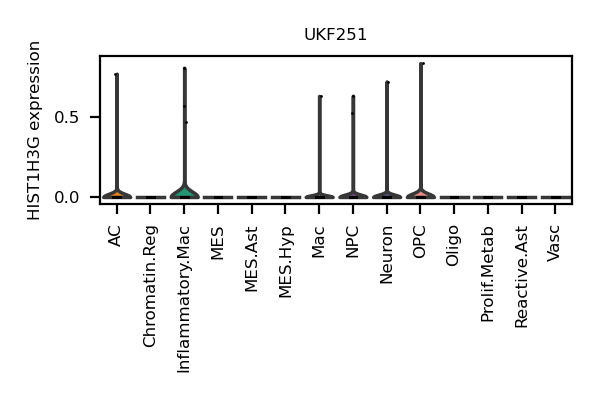 UKF251
HIST1H3G expression
0.5
0.0
AC
Chromatin.Reg
Inflammatory.Mac
MES
MES.Ast
MES.Hyp
Mac
NPC
Neuron
OPC
Oligo
Prolif.Metab
Reactive.Ast
Vasc